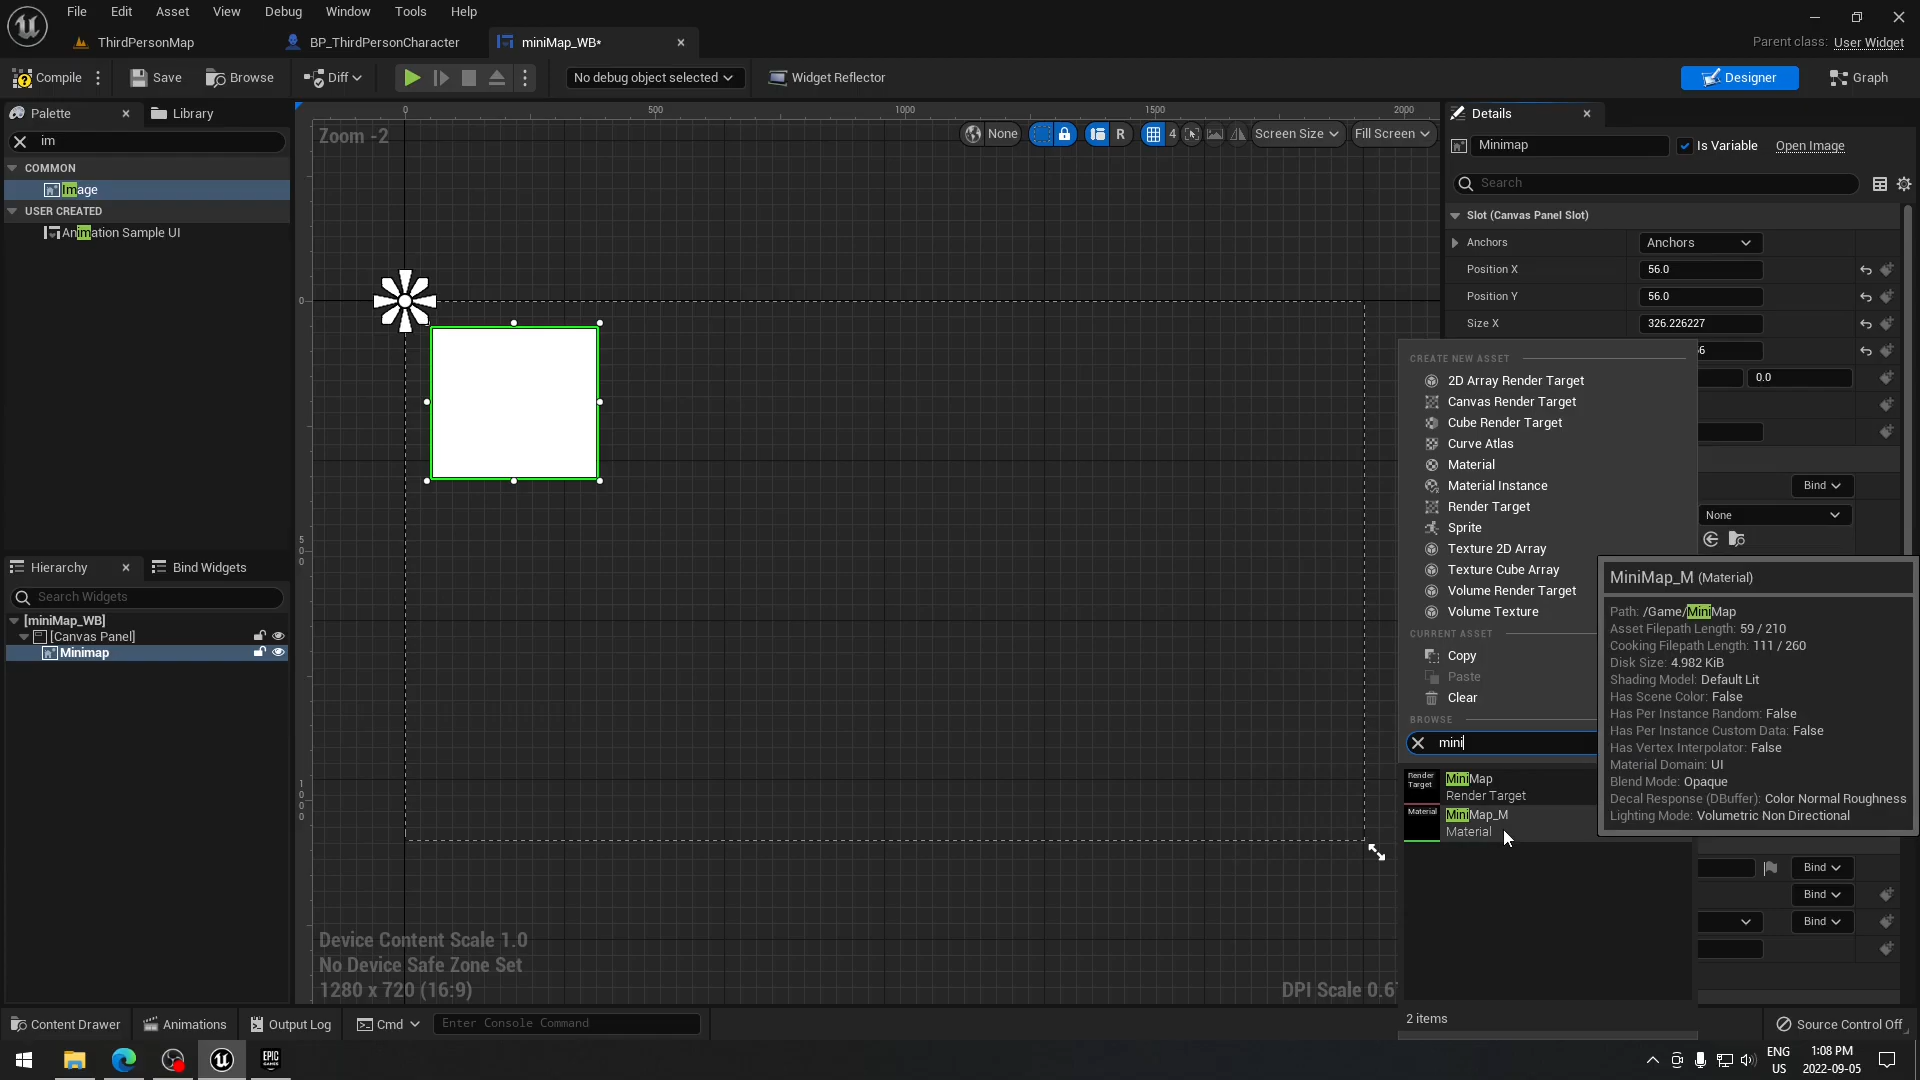 File Edit Asset View Debug Window Tools Help
ThirdPersonMap
BP_ThirdPersonCharacter
miniMap_WB*
Parent class: User Widget
Compile
Save
Browse
Diff
No debug object selected
Widget Reflector
Designer
Graph
Palette
Library
im
COMMON
Image
USER CREATED
Animation Sample UI
0
500
1000
1500
2000
Zoom -2
None
R
4
Screen Size
Fill Screen
0
5
0
0
1
0
0
0
Device Content Scale 1.0
No Device Safe Zone Set
1280 x 720 (16:9)
DPI Scale 0.6
Hierarchy
Bind Widgets
Search Widgets
[miniMap_WB]
[Canvas Panel]
Minimap
Details
Minimap
Is Variable
Open Image
Search
Slot (Canvas Panel Slot)
Anchors
Anchors
Position X
56.0
Position Y
56.0
Size X
326.226227
6
0.0
Bind
None
CREATE NEW ASSET
2D Array Render Target
Canvas Render Target
Cube Render Target
Curve Atlas
Material
Material Instance
Render Target
Sprite
Texture 2D Array
Texture Cube Array
Volume Render Target
Volume Texture
CURRENT ASSET
Copy
Paste
Clear
BROWSE
mini
Render Target
MiniMap
Render Target
Material
MiniMap_M
Material
2 items
MiniMap_M (Material)
Path: /Game/MiniMap
Asset Filepath Length: 59 / 210
Cooking Filepath Length: 111 / 260
Disk Size: 4.982 KiB
Shading Model: Default Lit
Has Scene Color: False
Has Per Instance Random: False
Has Per Instance Custom Data: False
Has Vertex Interpolator: False
Material Domain: UI
Blend Mode: Opaque
Decal Response (DBuffer): Color Normal Roughness
Lighting Mode: Volumetric Non Directional
Bind
Bind
Bind
Content Drawer
Animations
Output Log
Cmd
Enter Console Command
Source Control Off
EPIC
GAMES
ENG
US
1:08 PM
2022-09-05